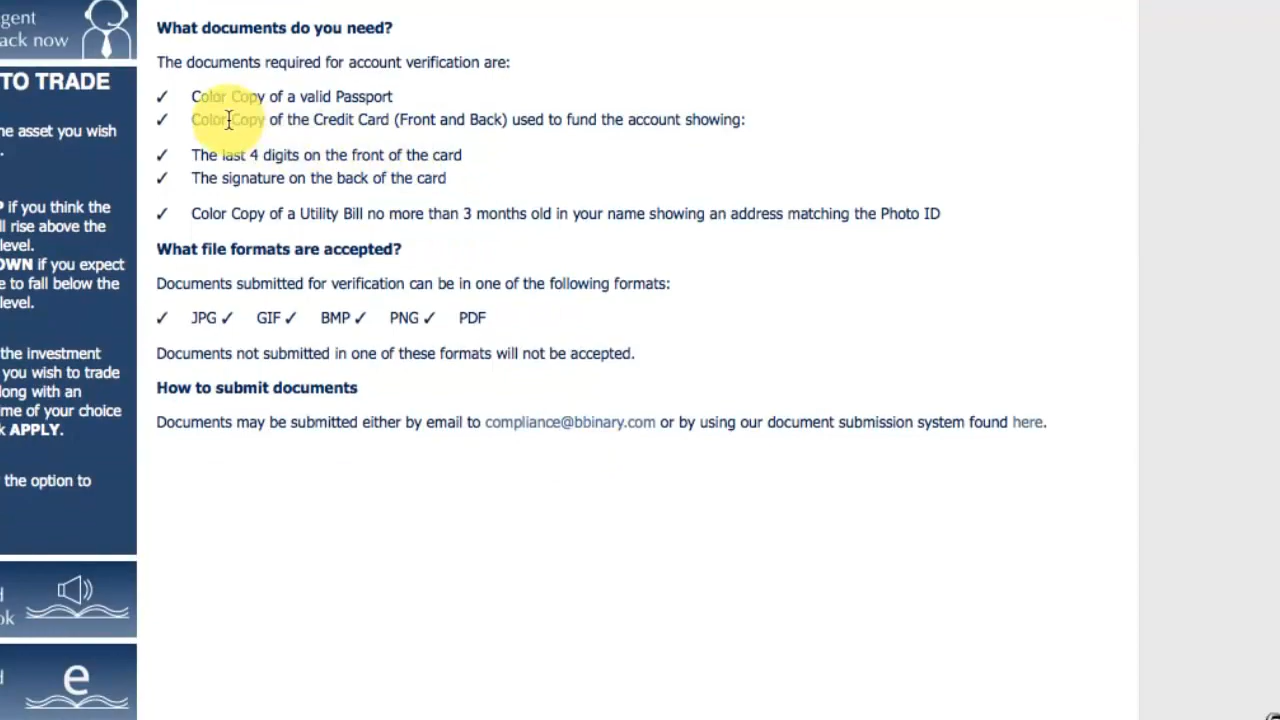 gent
ack now
TO TRADE
ne asset you wish
.
P if you think the
ll rise above the
level.
OWN if you expect
e to fall below the
level.
the investment
you wish to trade
long with an
ime of your choice
k APPLY.
the option to
d
ok
d
e
What documents do you need?
The documents required for account verification are:
✓ Color Copy of a valid Passport
✓ Color Copy of the Credit Card (Front and Back) used to fund the account showing:
✓ The last 4 digits on the front of the card
✓ The signature on the back of the card
✓ Color Copy of a Utility Bill no more than 3 months old in your name showing an address matching the Photo ID
What file formats are accepted?
Documents submitted for verification can be in one of the following formats:
✓ JPG ✓ GIF ✓ BMP ✓ PNG ✓ PDF
Documents not submitted in one of these formats will not be accepted.
How to submit documents
Documents may be submitted either by email to compliance@bbinary.com or by using our document submission system found here.